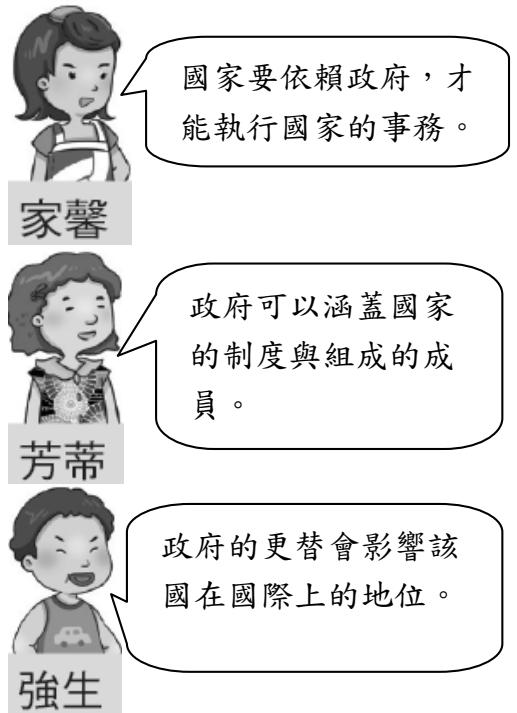 國家要依賴政府，才
能執行國家的事務。
家馨
政府可以涵蓋國家
的制度與組成的成
員。
芳蒂
政府的更替會影響該
國在國際上的地位。
強生